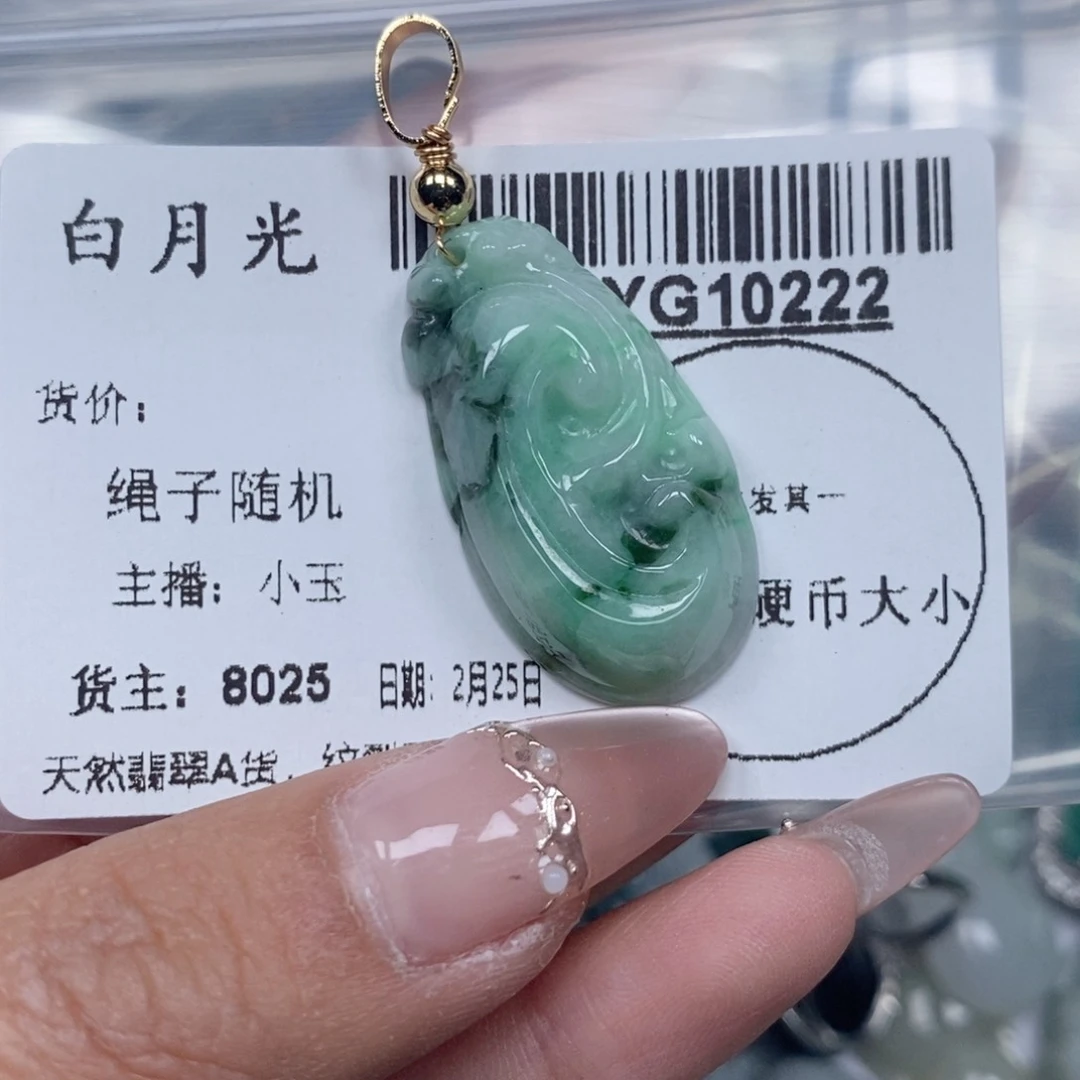 白月光
YG10222
货价：
绳子随机
发其一
主播：小玉
硬币大小
货主：8025 日期：2月25日
天然翡翠A货，纹